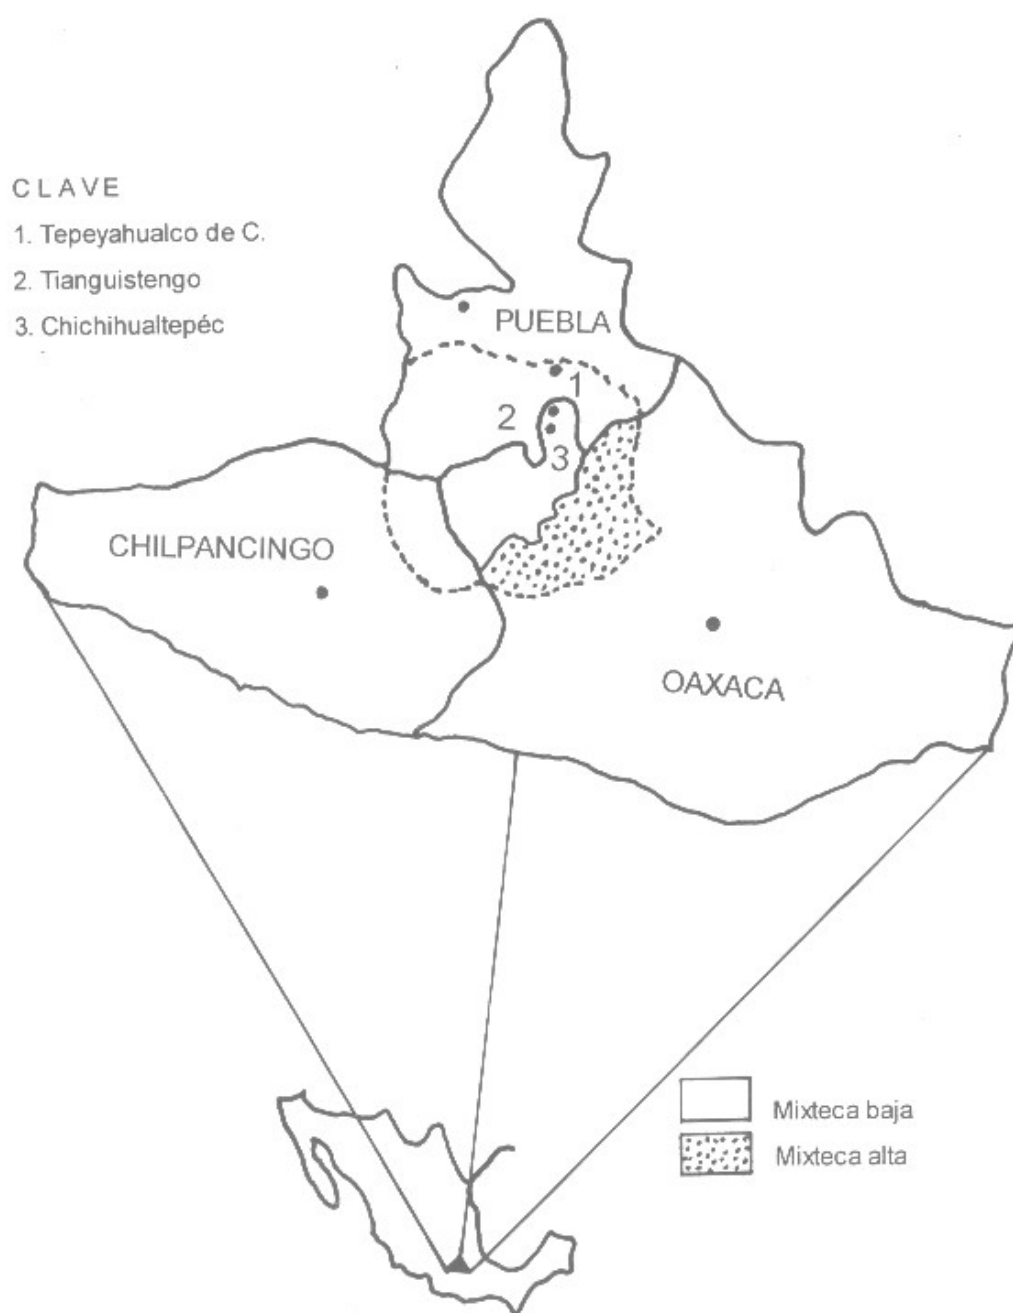 CLAVE
1. Tepeyahualco de C.
2. Tianguistengo
3. Chichihualtepéc
PUEBLA
1
2
3
CHILPANCINGO
OAXACA
Mixteca baja
Mixteca alta